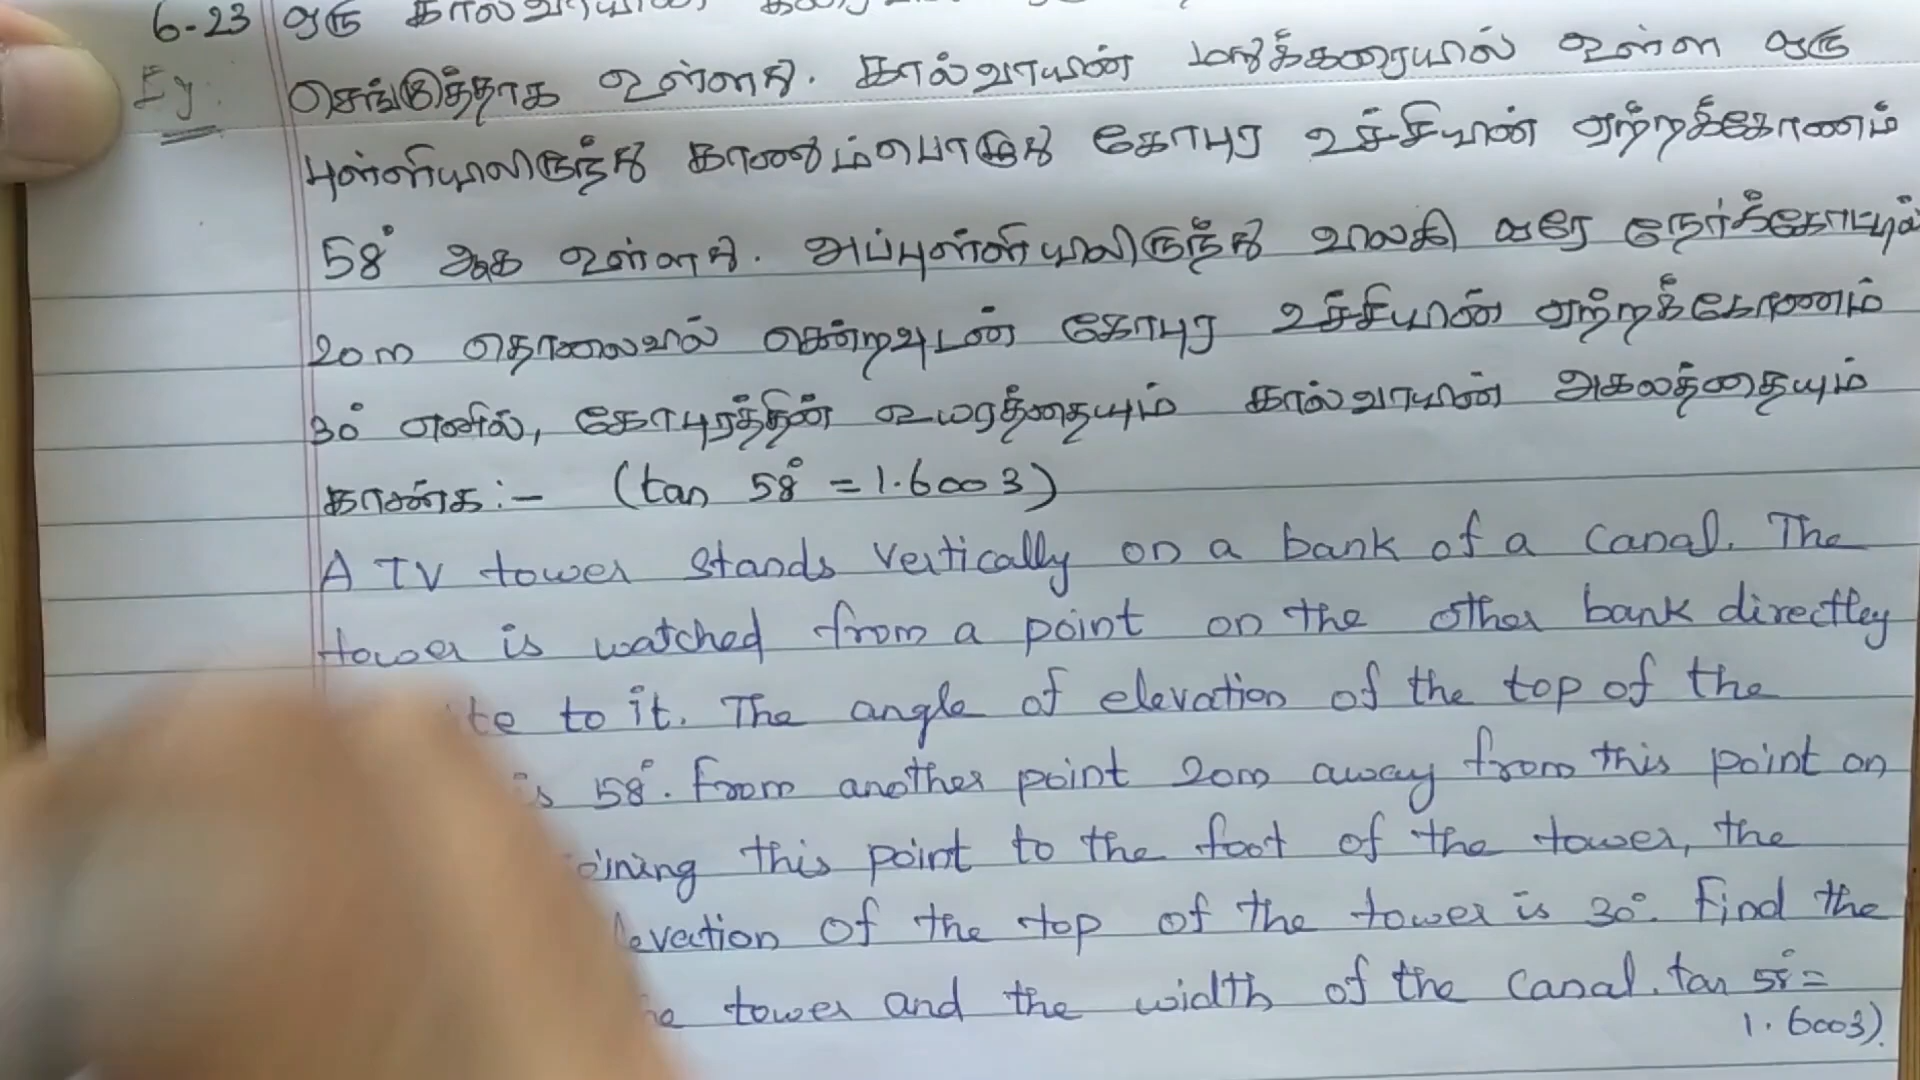 6-23 ஒரு கால்வாயின்
Eg. செங்குத்தாக உள்ளது. கால்வாயின் மறுக்கரையில் உள்ள ஒரு
புள்ளியிலிருந்து காணும்பொழுது கோபுர உச்சியின் ஏற்றக்கோணம்
58° ஆக உள்ளது. அப்புள்ளியிலிருந்து விலகி ஒரே நேர்க்கோட்டில்
20m தொலைவில் சென்றவுடன் கோபுர உச்சியின் ஏற்றக்கோணம்
30° எனில், கோபுரத்தின் உயரத்தையும் கால்வாயின் அகலத்தையும்
காண்க:- (tan 58° = 1.6003)
A TV tower stands vertically on a bank of a canal. The
tower is watched from a point on the other bank directley
to it. The angle of elevation of the top of the
is 58°. From another point 20m away from this point on
this point to the foot of the tower, the
of the top of the tower is 30°. Find the
tower and the width of the canal. tan 58° =
1.6003).